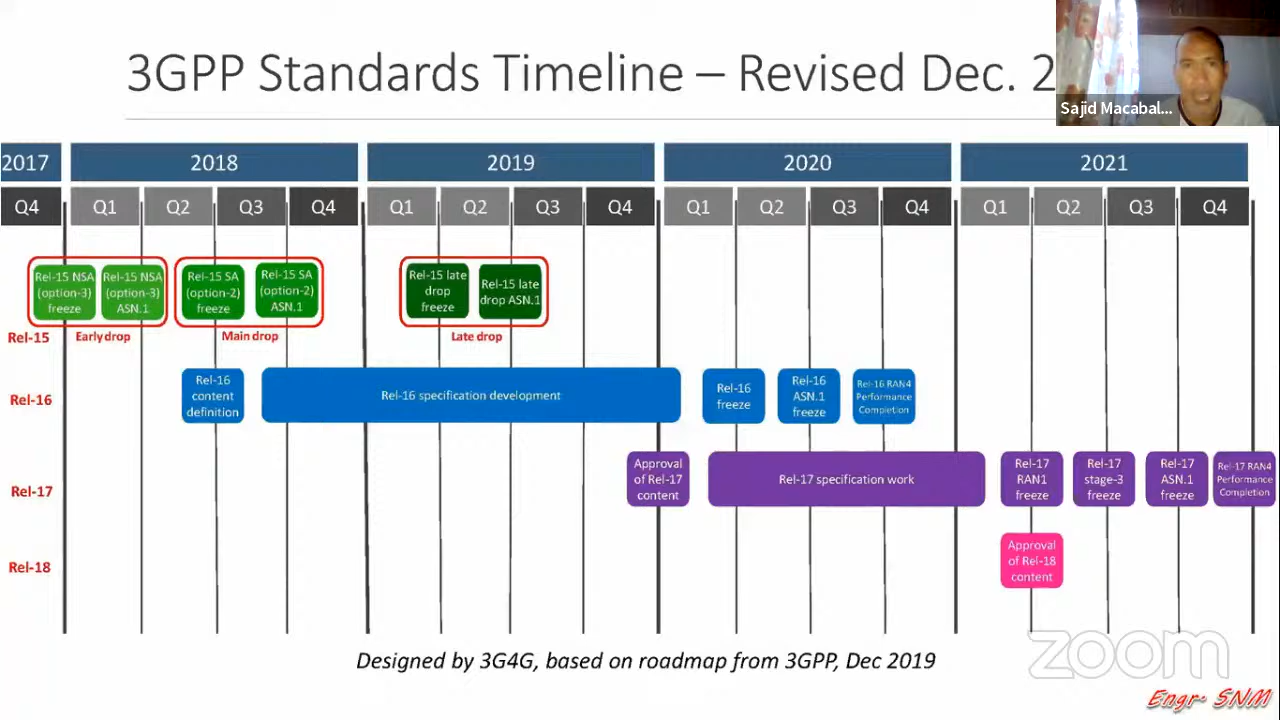 3GPP Standards Timeline – Revised Dec. 2
Sajid Macabal...
2017 2018 2019 2020 2021
Q4 Q1 Q2 Q3 Q4 Q1 Q2 Q3 Q4 Q1 Q2 Q3 Q4 Q1 Q2 Q3 Q4
Rel-15 NSA
(option-3)
freeze
Rel-15 NSA
(option-3)
ASN.1
Rel-15 SA
(option-2)
freeze
Rel-15 SA
(option-2)
ASN.1
Rel-15 late
drop
freeze
Rel-15 late
drop ASN.1
Rel-15
Early drop
Main drop
Late drop
Rel-16
Rel-16
content
definition
Rel-16 specification development
Rel-16
freeze
Rel-16
ASN.1
freeze
Rel-16 RAN4
Performance
Completion
Rel-17
Approval
of Rel-17
content
Rel-17 specification work
Rel-17
RAN1
freeze
Rel-17
stage-3
freeze
Rel-17
ASN.1
freeze
Rel-17 RAN4
Performance
Completion
Rel-18
Approval
of Rel-18
content
Designed by 3G4G, based on roadmap from 3GPP, Dec 2019
zoom
Engr. SNM